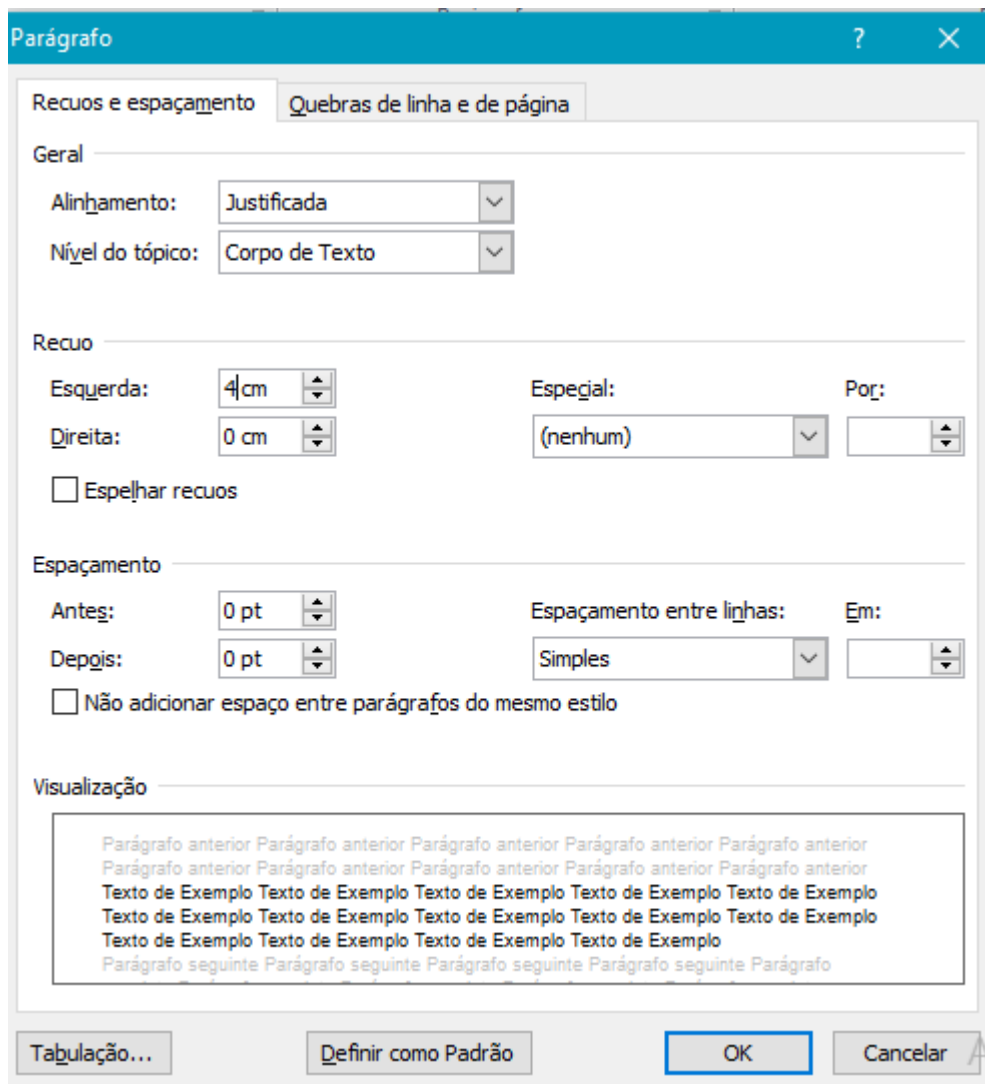 Parágrafo ? ×
Recuos e espaçamento Quebras de linha e de página
Geral
Alinhamento: Justificada
Nível do tópico: Corpo de Texto
Recuo
Esquerda: 4 cm Especial: Por:
Direita: 0 cm (nenhum)
Espelhar recuos
Espaçamento
Antes: 0 pt Espaçamento entre linhas: Em:
Depois: 0 pt Simples
Não adicionar espaço entre parágrafos do mesmo estilo
Visualização
Parágrafo anterior Parágrafo anterior Parágrafo anterior Parágrafo anterior Parágrafo anterior
Parágrafo anterior Parágrafo anterior Parágrafo anterior Parágrafo anterior Parágrafo anterior
Texto de Exemplo Texto de Exemplo Texto de Exemplo Texto de Exemplo Texto de Exemplo
Texto de Exemplo Texto de Exemplo Texto de Exemplo Texto de Exemplo Texto de Exemplo
Texto de Exemplo Texto de Exemplo Texto de Exemplo Texto de Exemplo
Parágrafo seguinte Parágrafo seguinte Parágrafo seguinte Parágrafo seguinte Parágrafo
Tabulação... Definir como Padrão OK Cancelar